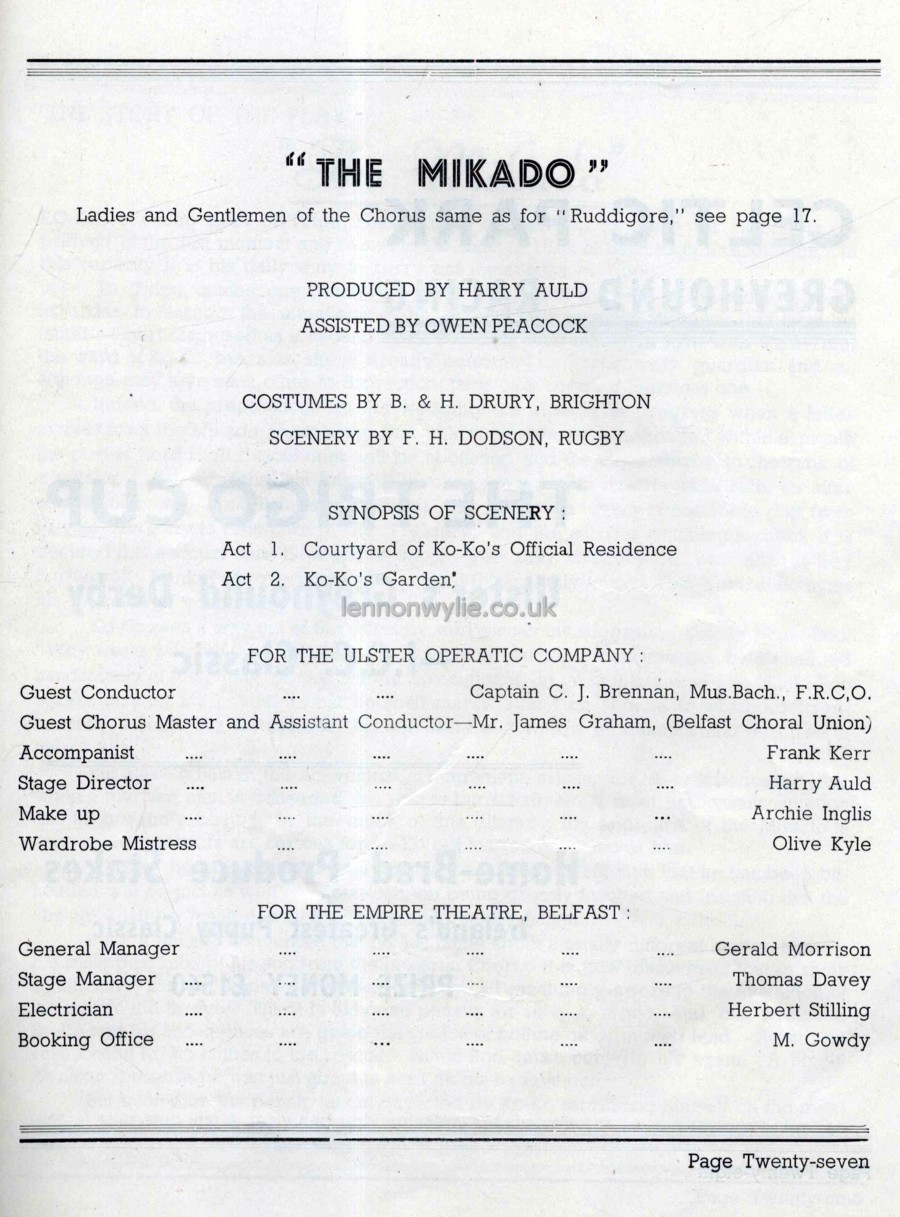 "THE MIKADO"
Ladies and Gentlemen of the Chorus same as for "Ruddigore," see page 17.
PRODUCED BY HARRY AULD
ASSISTED BY OWEN PEACOCK
COSTUMES BY B. & H. DRURY, BRIGHTON
SCENERY BY F. H. DODSON, RUGBY
SYNOPSIS OF SCENERY :
Act 1. Courtyard of Ko-Ko's Official Residence
Act 2. Ko-Ko's Garden.
lennonwylie.co.uk
FOR THE ULSTER OPERATIC COMPANY :
Guest Conductor .... .... Captain C. J. Brennan, Mus.Bach., F.R.C,O.
Guest Chorus Master and Assistant Conductor—Mr. James Graham, (Belfast Choral Union)
Accompanist .... .... .... .... .... .... Frank Kerr
Stage Director .... .... .... .... .... .... Harry Auld
Make up .... .... .... .... .... .... Archie Inglis
Wardrobe Mistress .... .... .... .... .... Olive Kyle
FOR THE EMPIRE THEATRE, BELFAST :
General Manager .... .... .... .... .... Gerald Morrison
Stage Manager .... .... .... .... .... .... Thomas Davey
Electrician .... .... .... .... .... .... Herbert Stilling
Booking Office .... .... .... .... .... .... M. Gowdy
Page Twenty-seven